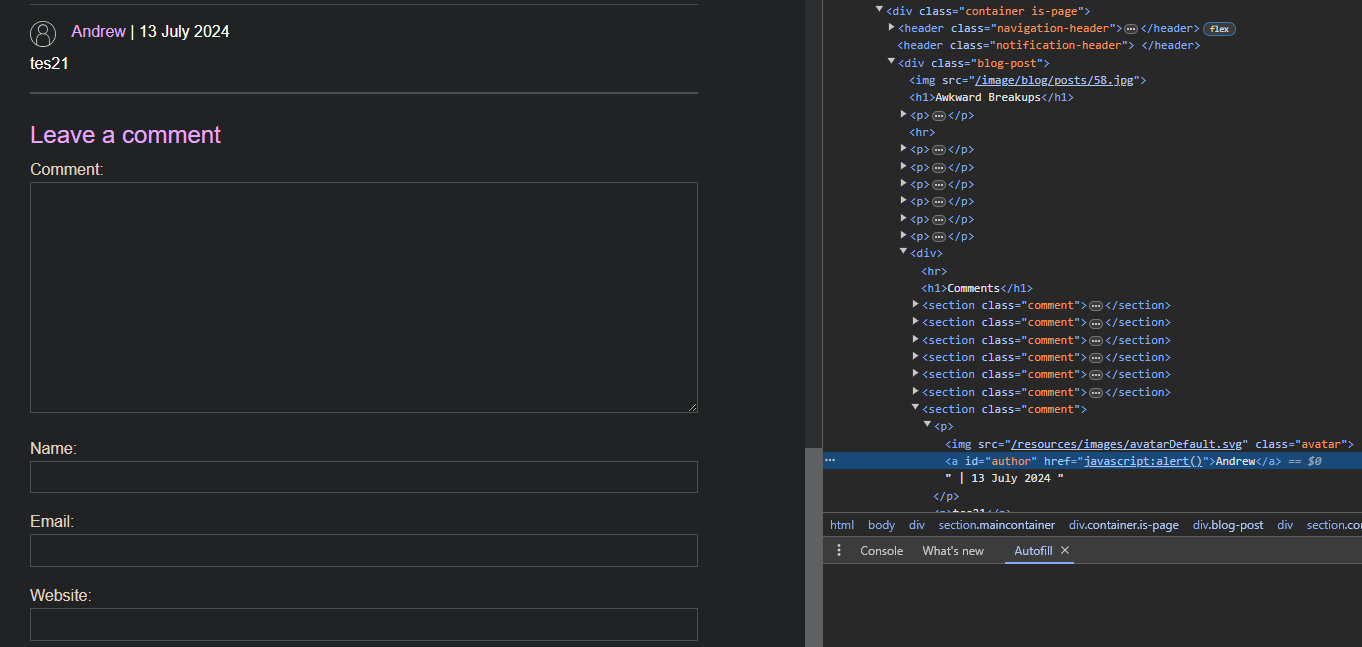 Andrew | 13 July 2024
tes21
Leave a comment
Comment:
Name:
Email:
Website:
<div class="container is-page">
<header class="navigation-header"> ⋯ </header> flex
<header class="notification-header"> </header>
<div class="blog-post">
<img src="/image/blog/posts/58.jpg">
<h1>Awkward Breakups</h1>
<p> ⋯ </p>
<hr>
<p> ⋯ </p>
<p> ⋯ </p>
<p> ⋯ </p>
<p> ⋯ </p>
<p> ⋯ </p>
<p> ⋯ </p>
<div>
<hr>
<h1>Comments</h1>
<section class="comment"> ⋯ </section>
<section class="comment"> ⋯ </section>
<section class="comment"> ⋯ </section>
<section class="comment"> ⋯ </section>
<section class="comment"> ⋯ </section>
<section class="comment"> ⋯ </section>
<section class="comment">
<p>
<img src="/resources/images/avatarDefault.svg" class="avatar">
⋯ <a id="author" href="javascript:alert()">Andrew</a> == $0
" | 13 July 2024 "
</p>
html body div section.maincontainer div.container.is-page div.blog-post div section.co
Console What's new Autofill ×